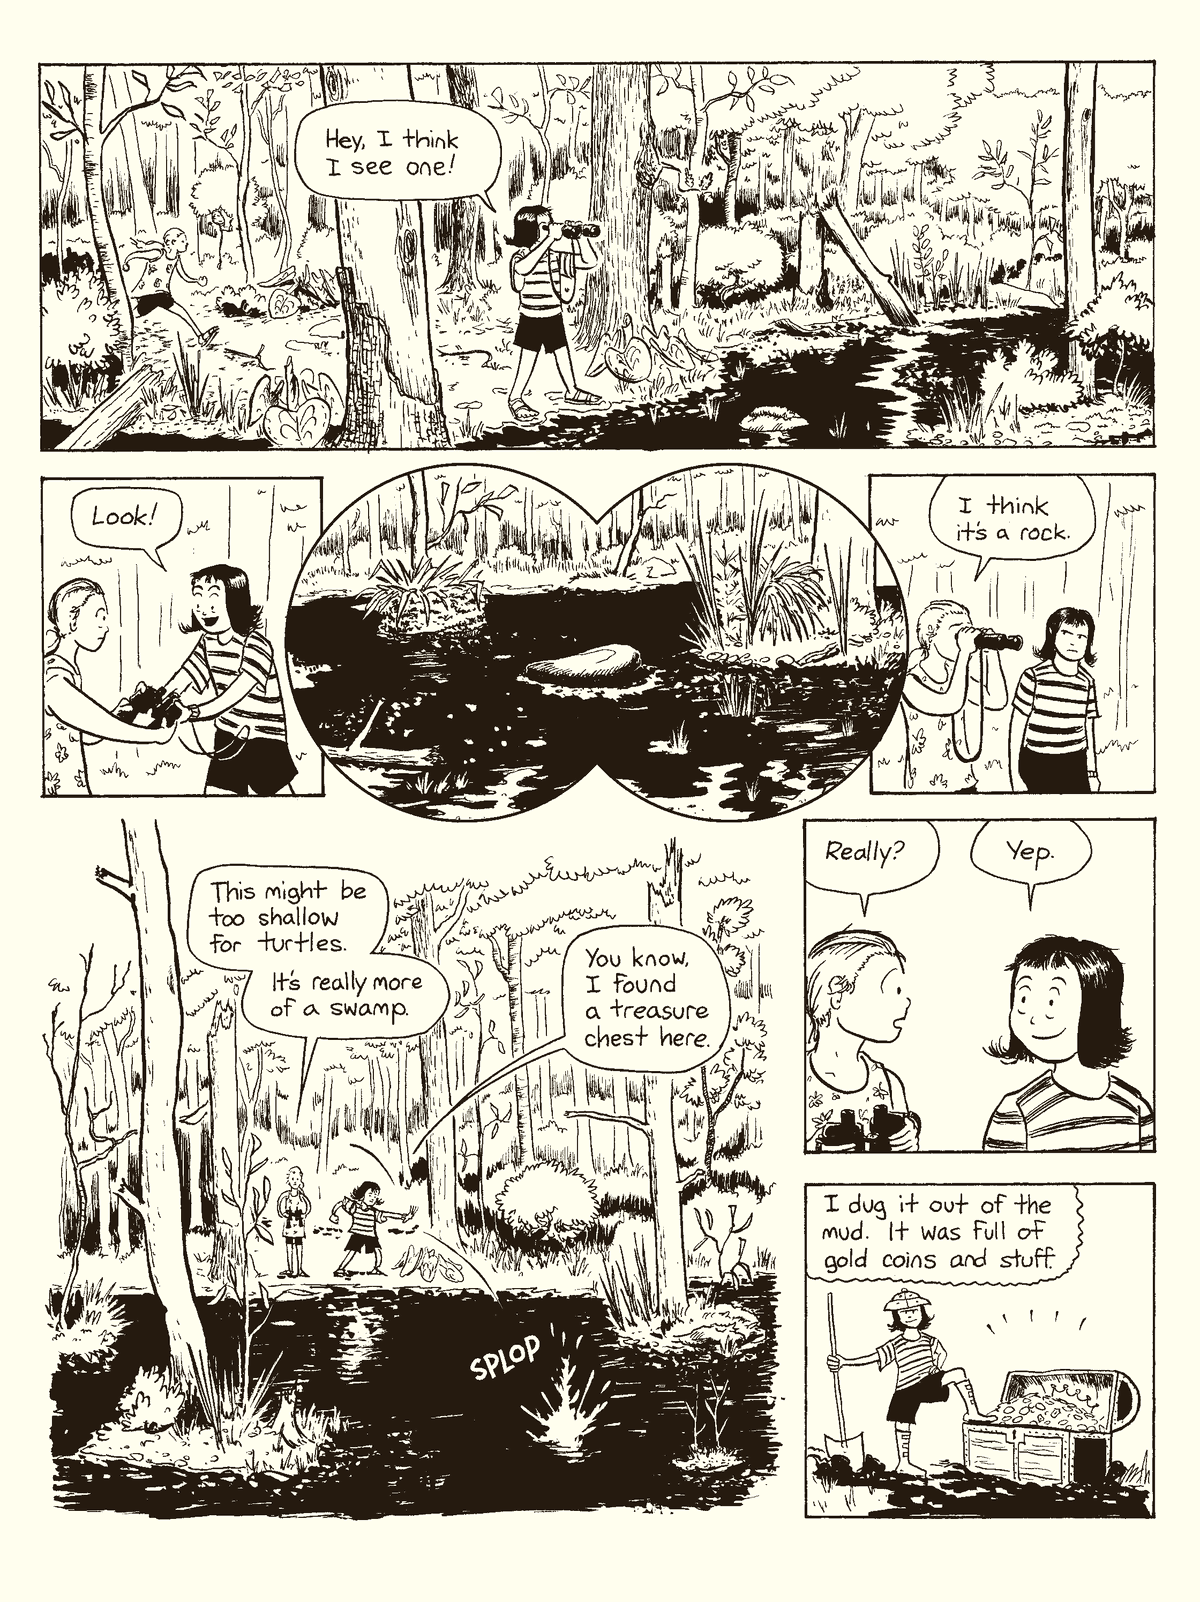 Hey, I think
I see one!
Look!
I think
it's a rock.
This might be
too shallow
for turtles.
It's really more
of a swamp.
You know,
I found
a treasure
chest here.
SPLOP
Really?
Yep.
I dug it out of the
mud. It was full of
gold coins and stuff.